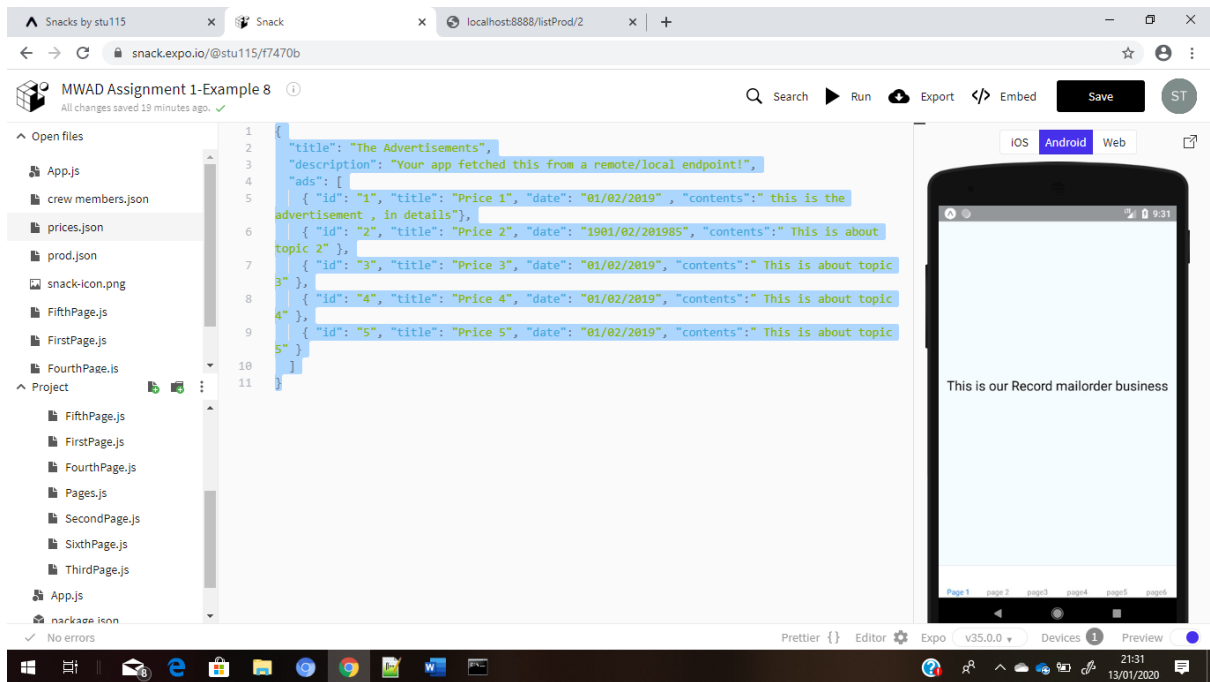 Snacks by stu115
Snack
localhost:8888/listProd/2
snack.expo.io/@stu115/f7470b
MWAD Assignment 1-Example 8
All changes saved 19 minutes ago.
Search
Run
Export
Embed
Save
ST
Open files
App.js
crew members.json
prices.json
prod.json
snack-icon.png
FifthPage.js
FirstPage.js
FourthPage.js
Project
FifthPage.js
FirstPage.js
FourthPage.js
Pages.js
SecondPage.js
SixthPage.js
ThirdPage.js
App.js
package.json
1 {
2 "title": "The Advertisements",
3 "description": "Your app fetched this from a remote/local endpoint!",
4 "ads": [
5 { "id": "1", "title": "Price 1", "date": "01/02/2019" , "contents":" this is the
advertisement , in details"},
6 { "id": "2", "title": "Price 2", "date": "1901/02/201985", "contents":" This is about
topic 2" },
7 { "id": "3", "title": "Price 3", "date": "01/02/2019", "contents":" This is about topic
3" },
8 { "id": "4", "title": "Price 4", "date": "01/02/2019", "contents":" This is about topic
4" },
9 { "id": "5", "title": "Price 5", "date": "01/02/2019", "contents":" This is about topic
5" }
10 ]
11 }
iOS
Android
Web
9:31
This is our Record mailorder business
Page 1 page 2 page3 page4 page5 page6
No errors
Prettier { }
Editor
Expo
v35.0.0
Devices 1
Preview
8
21:31
13/01/2020